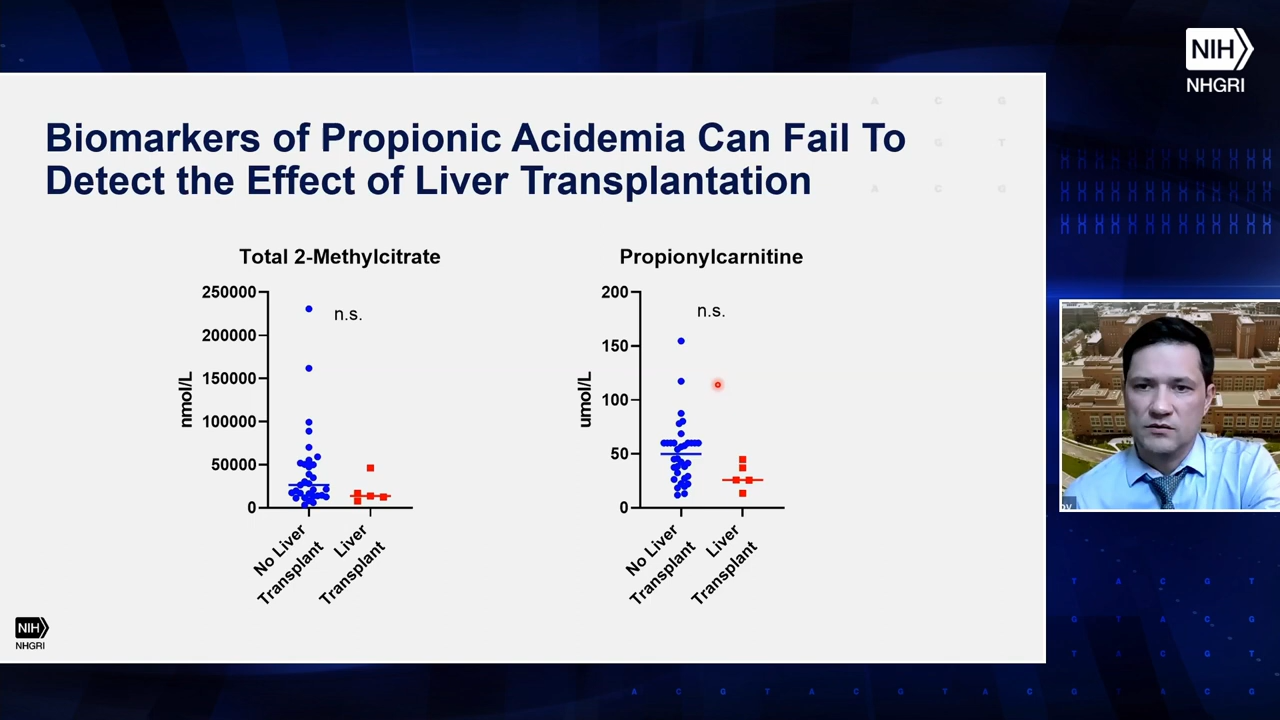 NIH
NHGRI
Biomarkers of Propionic Acidemia Can Fail To
Detect the Effect of Liver Transplantation
Total 2-Methylcitrate
n.s.
nmol/L
250000
200000
150000
100000
50000
0
No Liver
Transplant
Liver
Transplant
Propionylcarnitine
n.s.
umol/L
200
150
100
50
0
No Liver
Transplant
Liver
Transplant
NIH
NHGRI
A C G
G T
A C G
T A C G T
G T A C G
T A C G T
A C G T A C G T A C G T A C G T